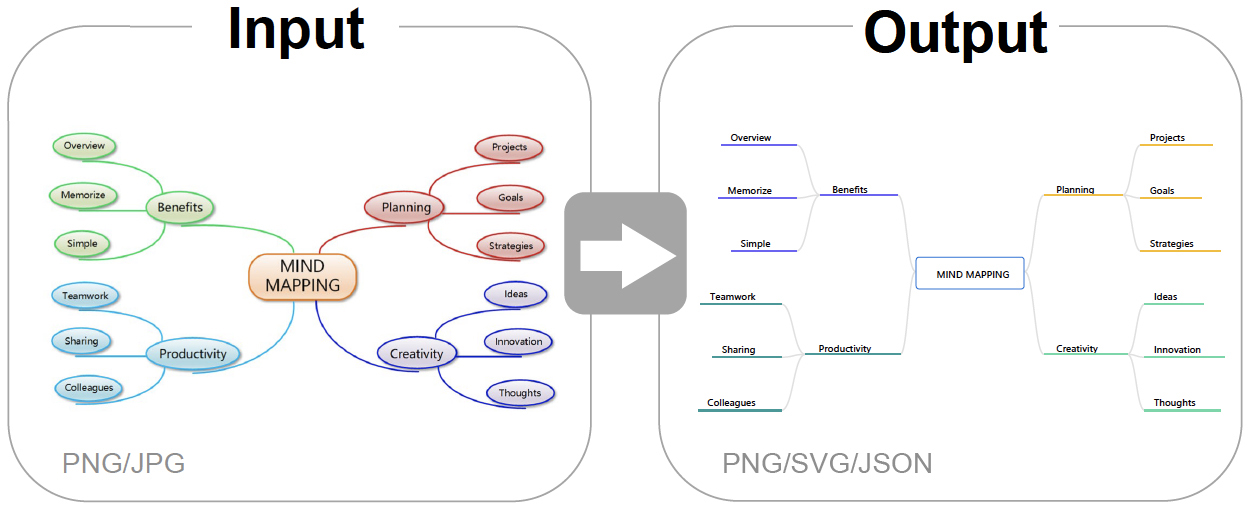 Input
Overview
Memorize
Simple
Benefits
Teamwork
Sharing
Colleagues
Productivity
MIND
MAPPING
Planning
Projects
Goals
Strategies
Creativity
Ideas
Innovation
Thoughts
PNG/JPG
Output
Overview
Memorize
Simple
Benefits
Teamwork
Sharing
Colleagues
Productivity
MIND MAPPING
Planning
Projects
Goals
Strategies
Creativity
Ideas
Innovation
Thoughts
PNG/SVG/JSON